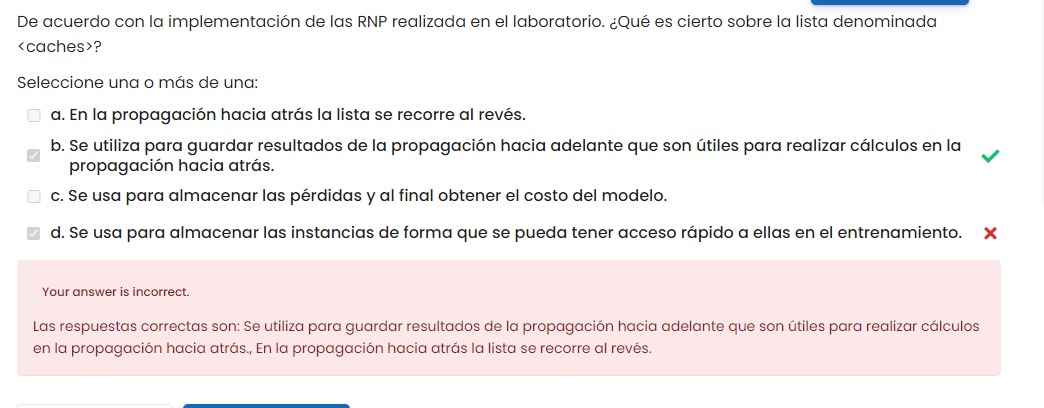 De acuerdo con la implementación de las RNP realizada en el laboratorio. ¿Qué es cierto sobre la lista denominada
<caches>?
Seleccione una o más de una:
a. En la propagación hacia atrás la lista se recorre al revés.
b. Se utiliza para guardar resultados de la propagación hacia adelante que son útiles para realizar cálculos en la
propagación hacia atrás.
c. Se usa para almacenar las pérdidas y al final obtener el costo del modelo.
d. Se usa para almacenar las instancias de forma que se pueda tener acceso rápido a ellas en el entrenamiento.
Your answer is incorrect.
Las respuestas correctas son: Se utiliza para guardar resultados de la propagación hacia adelante que son útiles para realizar cálculos
en la propagación hacia atrás., En la propagación hacia atrás la lista se recorre al revés.